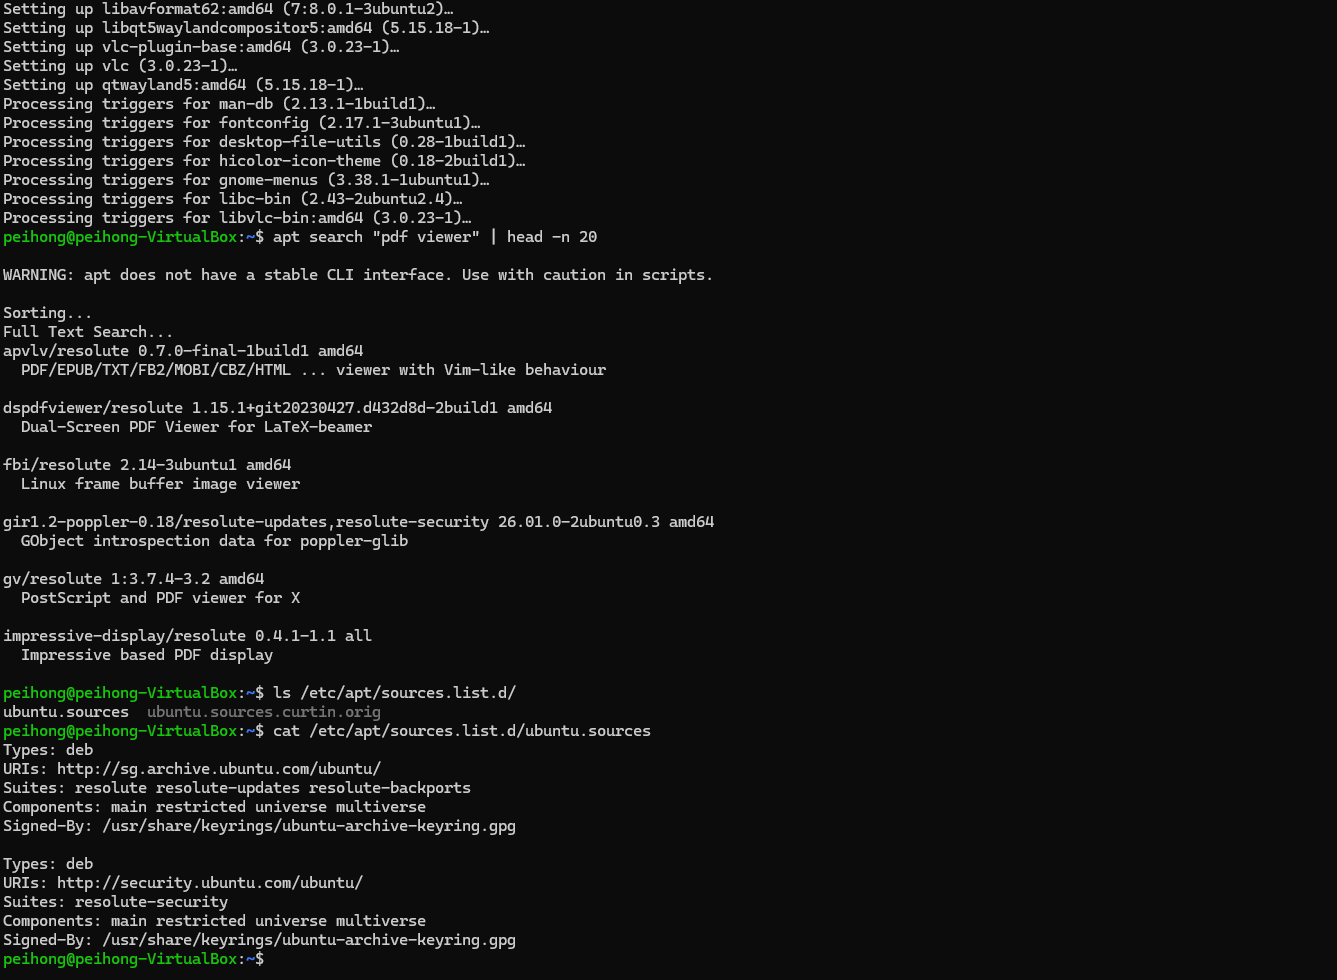 Setting up libavformat62:amd64 (7:8.0.1-3ubuntu2)…
Setting up libqt5waylandcompositor5:amd64 (5.15.18-1)…
Setting up vlc-plugin-base:amd64 (3.0.23-1)…
Setting up vlc (3.0.23-1)…
Setting up qtwayland5:amd64 (5.15.18-1)…
Processing triggers for man-db (2.13.1-1build1)…
Processing triggers for fontconfig (2.17.1-3ubuntu1)…
Processing triggers for desktop-file-utils (0.28-1build1)…
Processing triggers for hicolor-icon-theme (0.18-2build1)…
Processing triggers for gnome-menus (3.38.1-1ubuntu1)…
Processing triggers for libc-bin (2.43-2ubuntu2.4)…
Processing triggers for libvlc-bin:amd64 (3.0.23-1)…
peihong@peihong-VirtualBox:~$ apt search "pdf viewer" | head -n 20

WARNING: apt does not have a stable CLI interface. Use with caution in scripts.

Sorting...
Full Text Search...
apvlv/resolute 0.7.0-final-1build1 amd64
  PDF/EPUB/TXT/FB2/MOBI/CBZ/HTML ... viewer with Vim-like behaviour

dspdfviewer/resolute 1.15.1+git20230427.d432d8d-2build1 amd64
  Dual-Screen PDF Viewer for LaTeX-beamer

fbi/resolute 2.14-3ubuntu1 amd64
  Linux frame buffer image viewer

gir1.2-poppler-0.18/resolute-updates,resolute-security 26.01.0-2ubuntu0.3 amd64
  GObject introspection data for poppler-glib

gv/resolute 1:3.7.4-3.2 amd64
  PostScript and PDF viewer for X

impressive-display/resolute 0.4.1-1.1 all
  Impressive based PDF display

peihong@peihong-VirtualBox:~$ ls /etc/apt/sources.list.d/
ubuntu.sources  ubuntu.sources.curtin.orig
peihong@peihong-VirtualBox:~$ cat /etc/apt/sources.list.d/ubuntu.sources
Types: deb
URIs: http://sg.archive.ubuntu.com/ubuntu/
Suites: resolute resolute-updates resolute-backports
Components: main restricted universe multiverse
Signed-By: /usr/share/keyrings/ubuntu-archive-keyring.gpg

Types: deb
URIs: http://security.ubuntu.com/ubuntu/
Suites: resolute-security
Components: main restricted universe multiverse
Signed-By: /usr/share/keyrings/ubuntu-archive-keyring.gpg
peihong@peihong-VirtualBox:~$